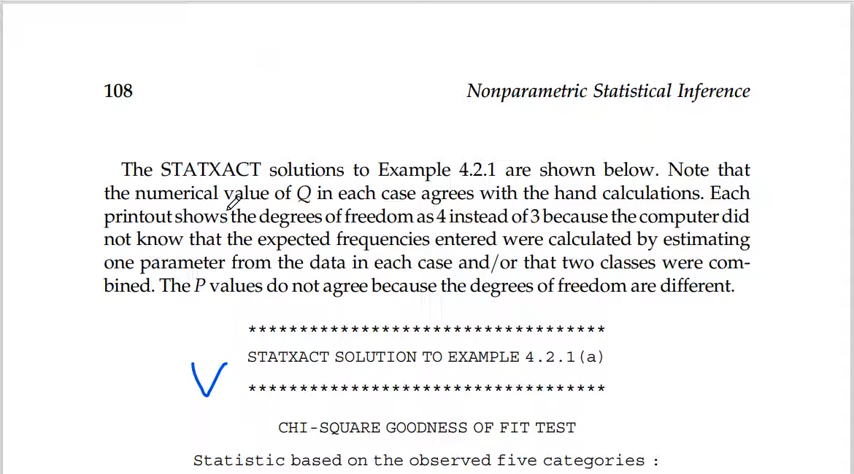 108 Nonparametric Statistical Inference
The STATXACT solutions to Example 4.2.1 are shown below. Note that
the numerical value of Q in each case agrees with the hand calculations. Each
printout shows the degrees of freedom as 4 instead of 3 because the computer did
not know that the expected frequencies entered were calculated by estimating
one parameter from the data in each case and/or that two classes were com-
bined. The P values do not agree because the degrees of freedom are different.
***********************************
STATXACT SOLUTION TO EXAMPLE 4.2.1(a)
***********************************
CHI-SQUARE GOODNESS OF FIT TEST
Statistic based on the observed five categories :